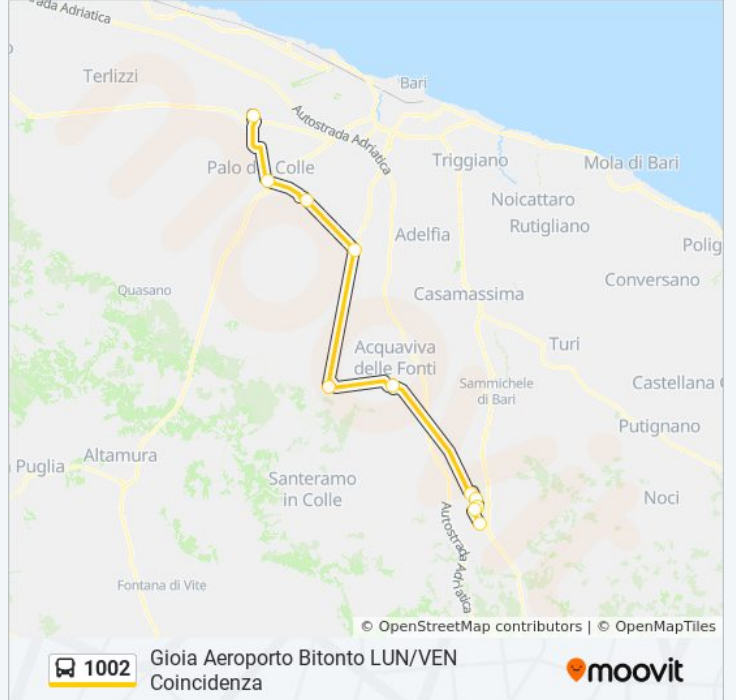 rada Adriatica
Terlizzi
Bari
Autostrada Adriatica
Palo d Colle
Triggiano
Mola di Bari
Noicattaro
Rutigliano
Adelfia
Polig
Quasano
Casamassima
Conversano
Acquaviva
delle Fonti
Turi
Sammichele
di Bari
Castellana
Putignano
Altamura
Puglia
Santeramo
in Colle
Noci
Autostrada Adriatica
Fontana di Vite
© OpenStreetMap contributors | © OpenMapTiles
1002
Gioia Aeroporto Bitonto LUN/VEN
Coincidenza
moovit